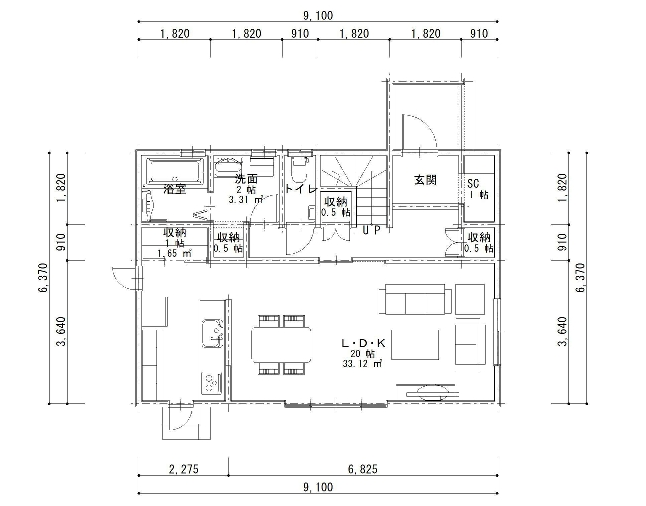 9,100
1,820 1,820 910 1,820 1,820 910
浴室
洗面
2 帖
3.31 ㎡
トイレ
収納
0.5 帖
UP
玄関
SC
1 帖
収納
1 帖
1.65 ㎡
収納
0.5 帖
収納
0.5 帖
L・D・K
20 帖
33.12 ㎡
6,370
1,820
910
3,640
1,820
910
3,640
6,370
2,275 6,825
9,100